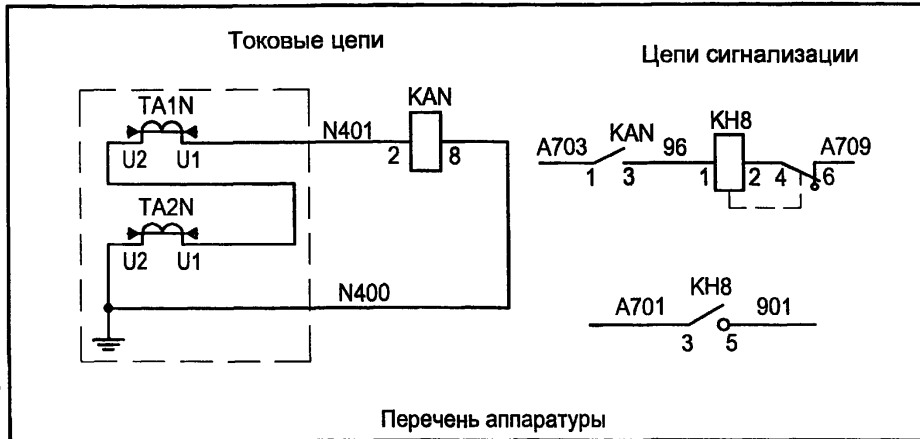 Токовые цепи
Цепи сигнализации
TA1N
U2 U1
N401
KAN
2 8
TA2N
U2 U1
N400
A703 KAN 96 KH8 A709
1 3 1 2 4 6
A701 KH8 901
3 5
Перечень аппаратуры